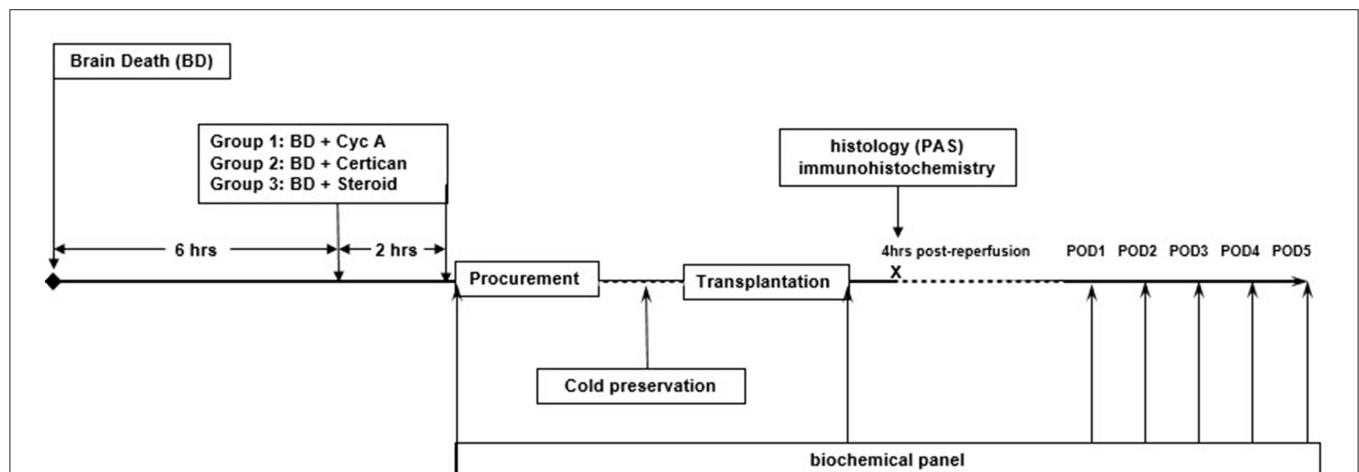 Brain Death (BD)
Group 1: BD + Cyc A
Group 2: BD + Certican
Group 3: BD + Steroid
histology (PAS)
immunohistochemistry
6 hrs
2 hrs
4hrs post-reperfusion
POD1
POD2
POD3
POD4
POD5
X
Procurement
Transplantation
Cold preservation
biochemical panel